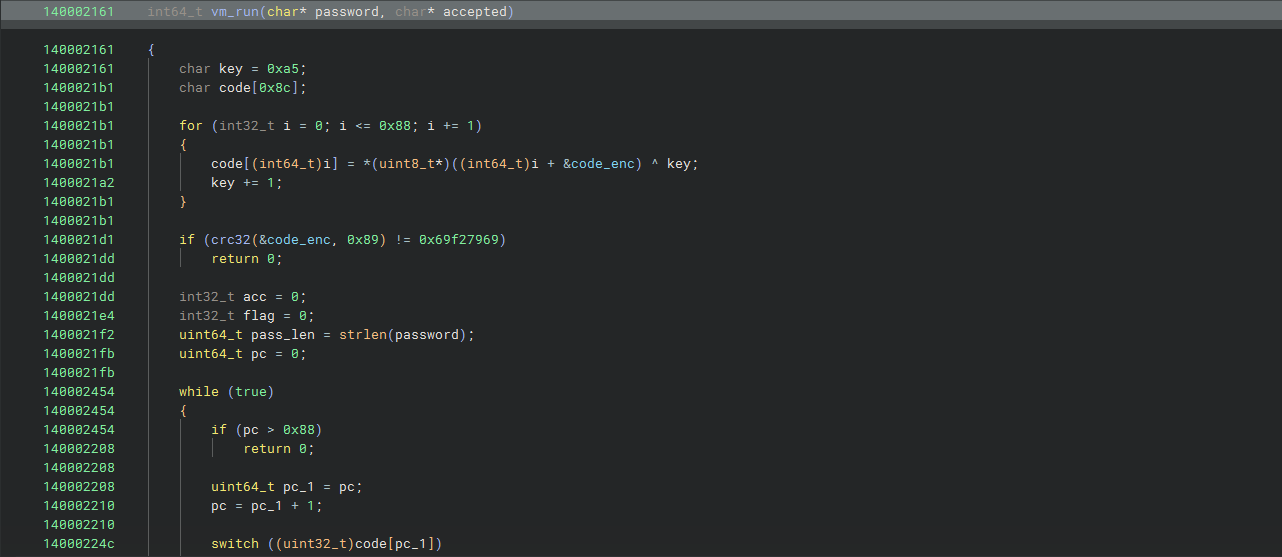 140002161 int64_t vm_run(char* password, char* accepted)
140002161 {
140002161 char key = 0xa5;
1400021b1 char code[0x8c];
1400021b1
1400021b1 for (int32_t i = 0; i <= 0x88; i += 1)
1400021b1 {
1400021b1 code[(int64_t)i] = *(uint8_t*)((int64_t)i + &code_enc) ^ key;
1400021a2 key += 1;
1400021b1 }
1400021b1
1400021d1 if (crc32(&code_enc, 0x89) != 0x69f27969)
1400021dd return 0;
1400021dd
1400021dd int32_t acc = 0;
1400021e4 int32_t flag = 0;
1400021f2 uint64_t pass_len = strlen(password);
1400021fb uint64_t pc = 0;
1400021fb
140002454 while (true)
140002454 {
140002454 if (pc > 0x88)
140002208 return 0;
140002208
140002208 uint64_t pc_1 = pc;
140002210 pc = pc_1 + 1;
140002210
14000224c switch ((uint32_t)code[pc_1])